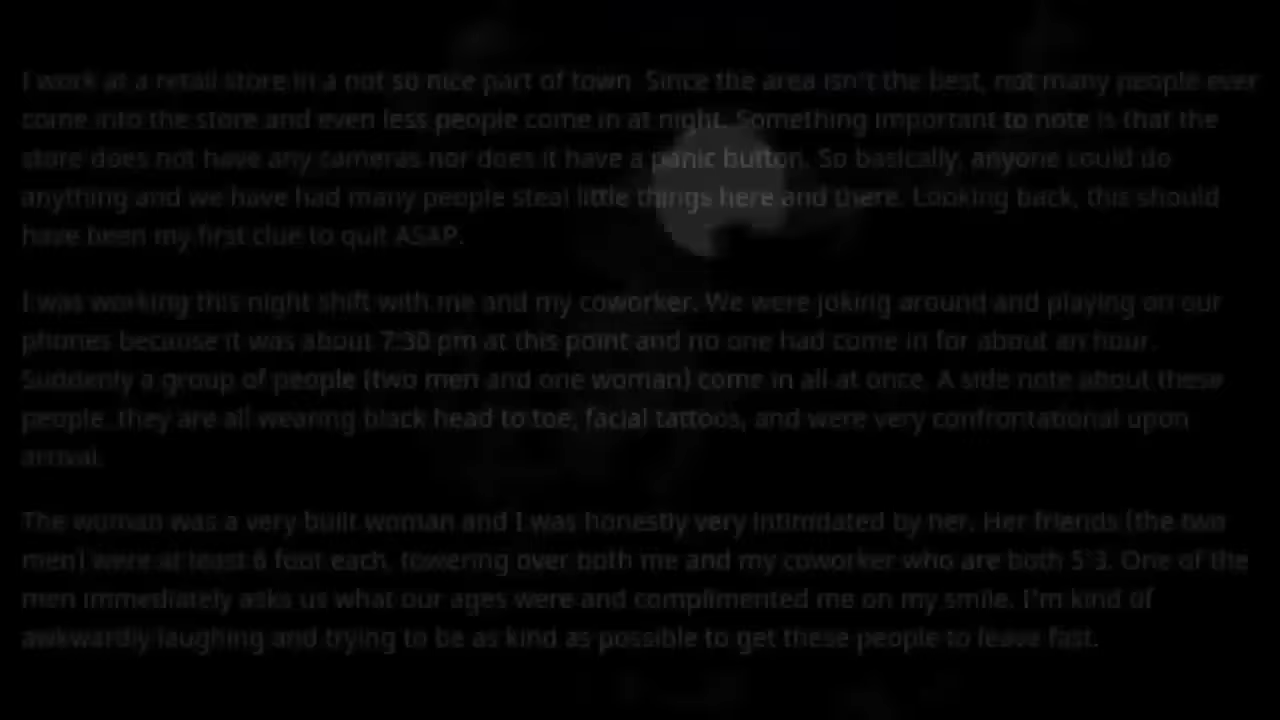 I work at a retail store in a not so nice part of town. Since the area isn't the best, not many people ever
come into the store and even less people come in at night. Something important to note is that the
store does not have any cameras nor does it have a panic button. So basically, anyone could do
anything and we have had many people steal little things here and there. Looking back, this should
have been my first clue to quit ASAP.
I was working this night shift with me and my coworker. We were joking around and playing on our
phones because it was about 7:30 pm at this point and no one had come in for about an hour.
Suddenly a group of people (two men and one woman) come in all at once. A side note about these
people, they are all wearing black head to toe, facial tattoos, and were very confrontational upon
arrival.
The woman was a very built woman and I was honestly very intimidated by her. Her friends (the two
men) were at least 6 foot each, towering over both me and my coworker who are both 5'3. One of the
men immediately asks us what our ages were and complimented me on my smile. I'm kind of
awkwardly laughing and trying to be as kind as possible to get these people to leave fast.